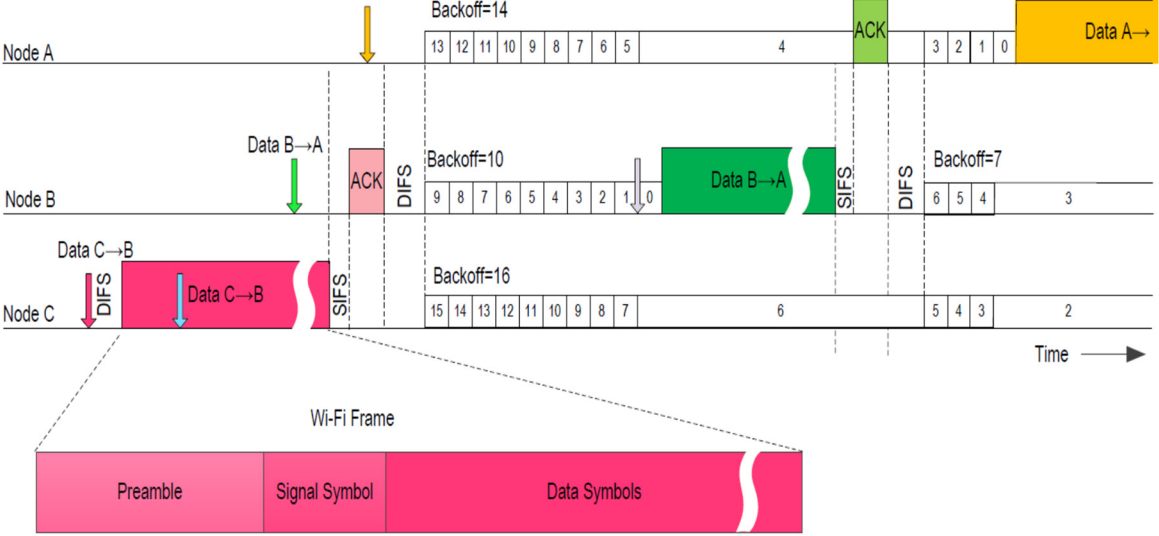 Backoff=14
Node A
13 12 11 10 9 8 7 6 5 4
ACK
3 2 1 0
Data A→
Data B→A
Node B
ACK
DIFS
Backoff=10
9 8 7 6 5 4 3 2 1 0
Data B→A
SIFS
DIFS
Backoff=7
6 5 4 3
Data C→B
Node C
DIFS
Data C→B
SIFS
Backoff=16
15 14 13 12 11 10 9 8 7 6
5 4 3 2
Time
Wi-Fi Frame
Preamble
Signal Symbol
Data Symbols